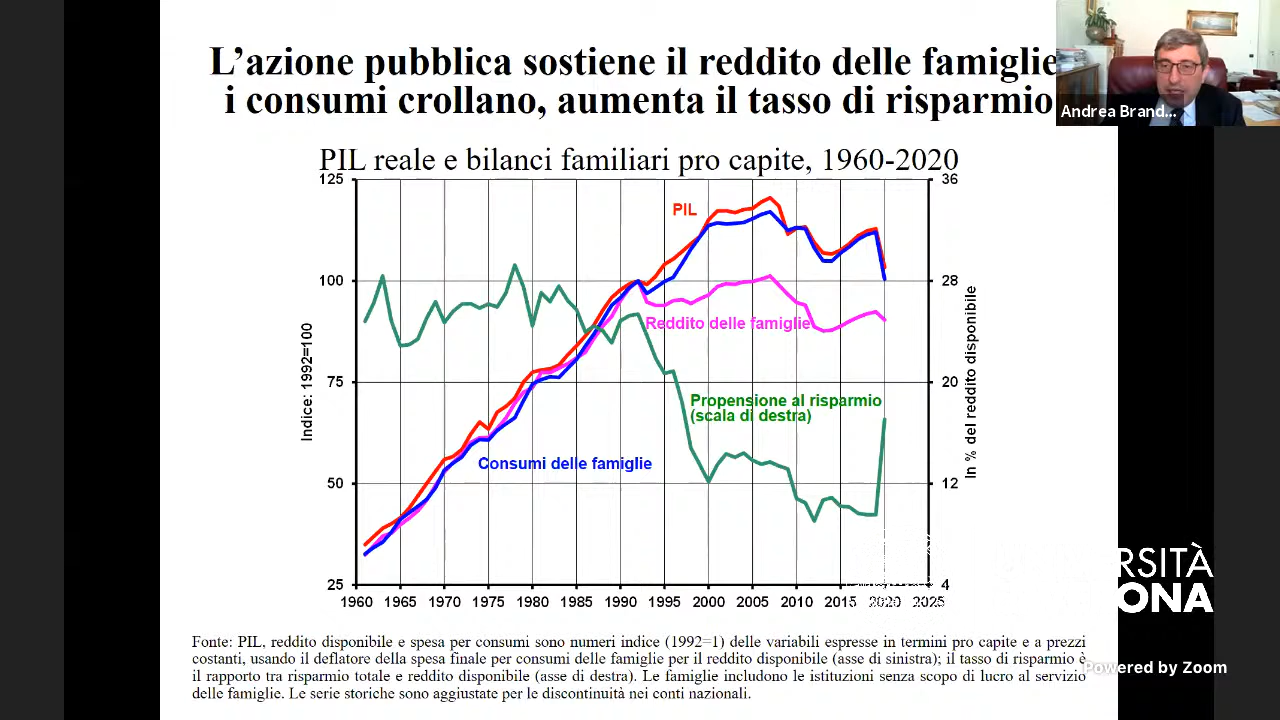 L’azione pubblica sostiene il reddito delle famiglie
i consumi crollano, aumenta il tasso di risparmio
Andrea Brand...
PIL reale e bilanci familiari pro capite, 1960-2020
125
36
PIL
100
28
Reddito delle famiglie
Indice: 1992=100
In % del reddito disponibile
75
20
Propensione al risparmio
(scala di destra)
Consumi delle famiglie
50
12
25
4
1960 1965 1970 1975 1980 1985 1990 1995 2000 2005 2010 2015 2020 2025
RSITÀ
ONA
Fonte: PIL, reddito disponibile e spesa per consumi sono numeri indice (1992=1) delle variabili espresse in termini pro capite e a prezzi
costanti, usando il deflatore della spesa finale per consumi delle famiglie per il reddito disponibile (asse di sinistra); il tasso di risparmio è
il rapporto tra risparmio totale e reddito disponibile (asse di destra). Le famiglie includono le istituzioni senza scopo di lucro al servizio
delle famiglie. Le serie storiche sono aggiustate per le discontinuità nei conti nazionali.
Powered by Zoom